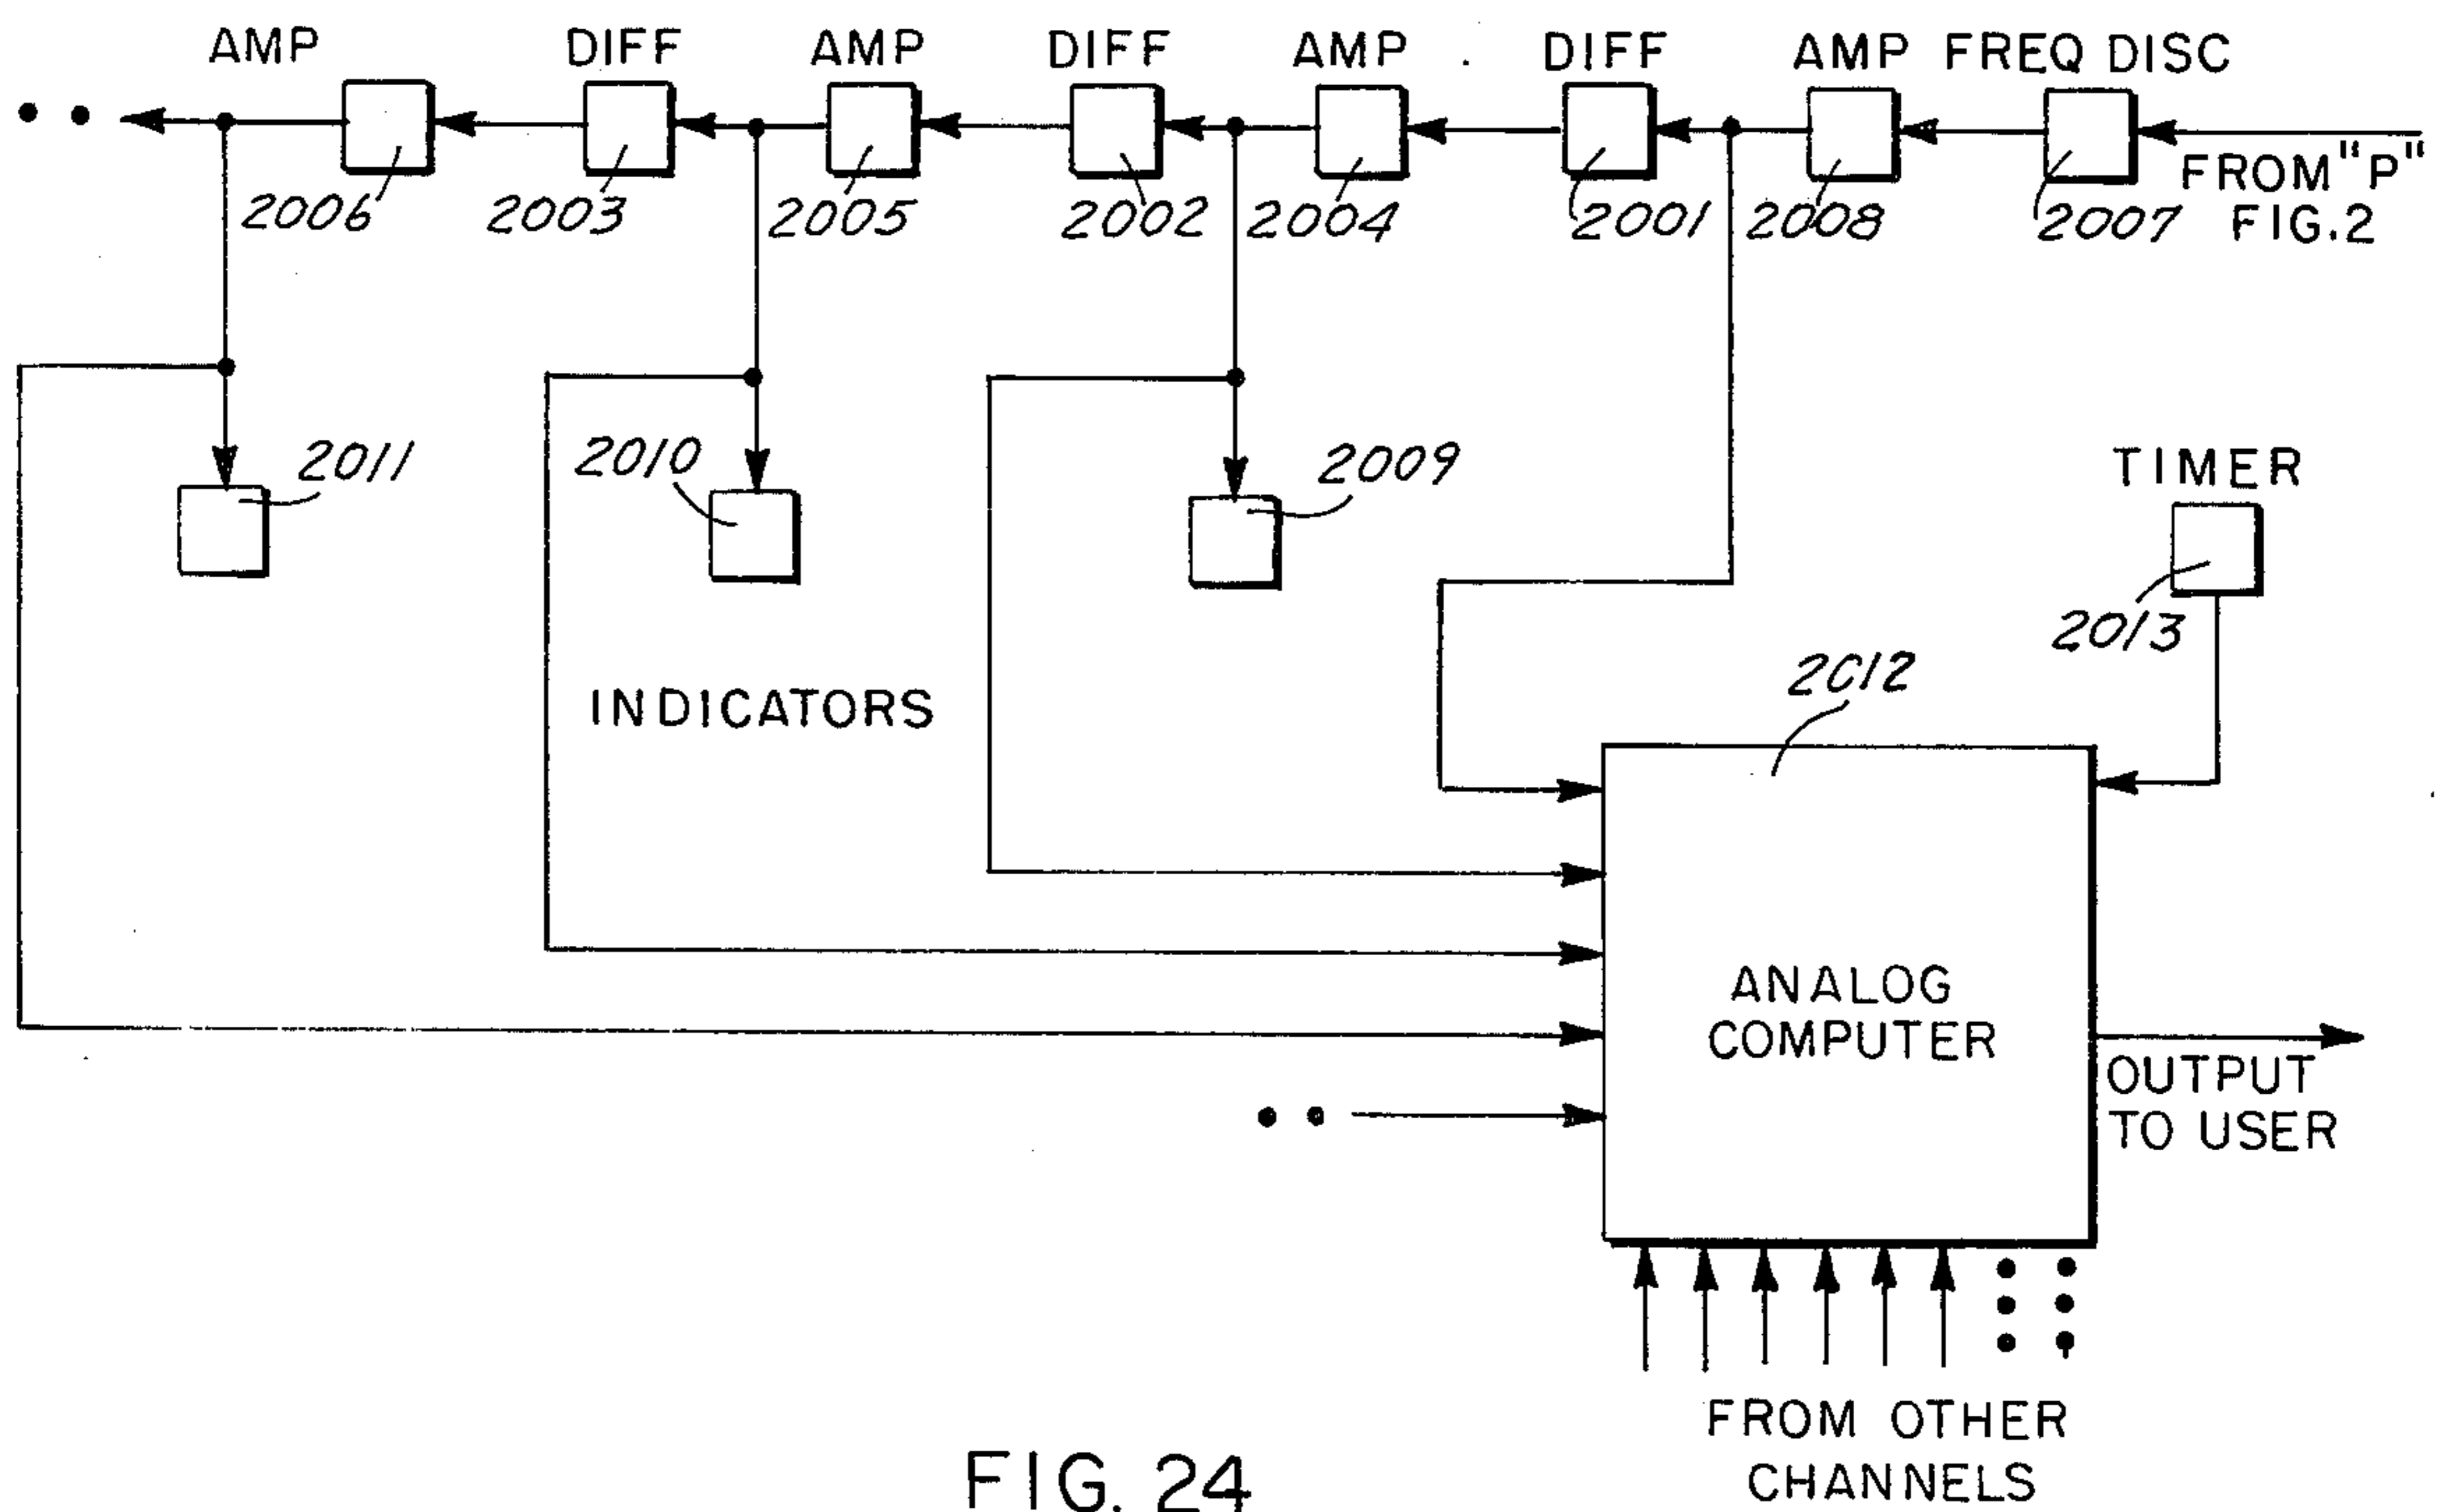 AMP DIFF AMP DIFF AMP DIFF AMP FREQ DISC
2006 2003 2005 2002 2004 2001 2008 2007
FROM "P"
FIG.2
2011 2010 2009
TIMER
2013
INDICATORS
2012
ANALOG
COMPUTER
OUTPUT
TO USER
FROM OTHER
CHANNELS
FIG. 24